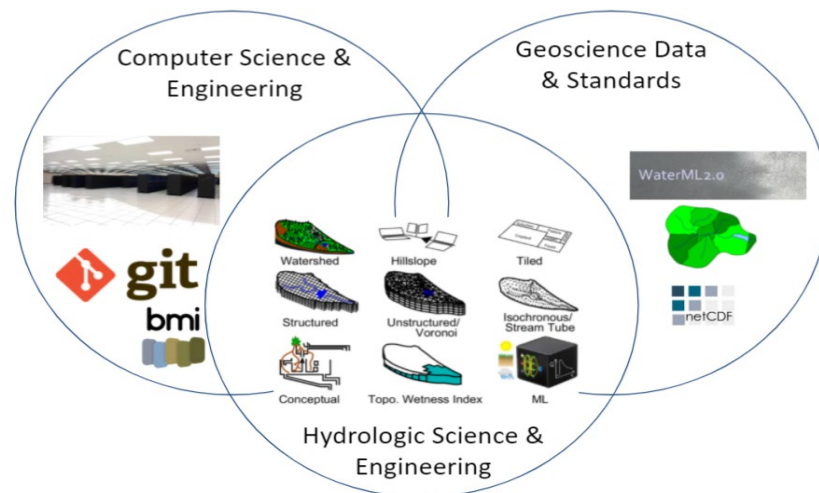 Computer Science &
Engineering
Geoscience Data
& Standards
WaterML2.0
git
bmi
netCDF
Watershed
Hillslope
Tiled
Structured
Unstructured/
Voronoi
Isochronous/
Stream Tube
Conceptual
Topo. Wetness Index
ML
Hydrologic Science &
Engineering